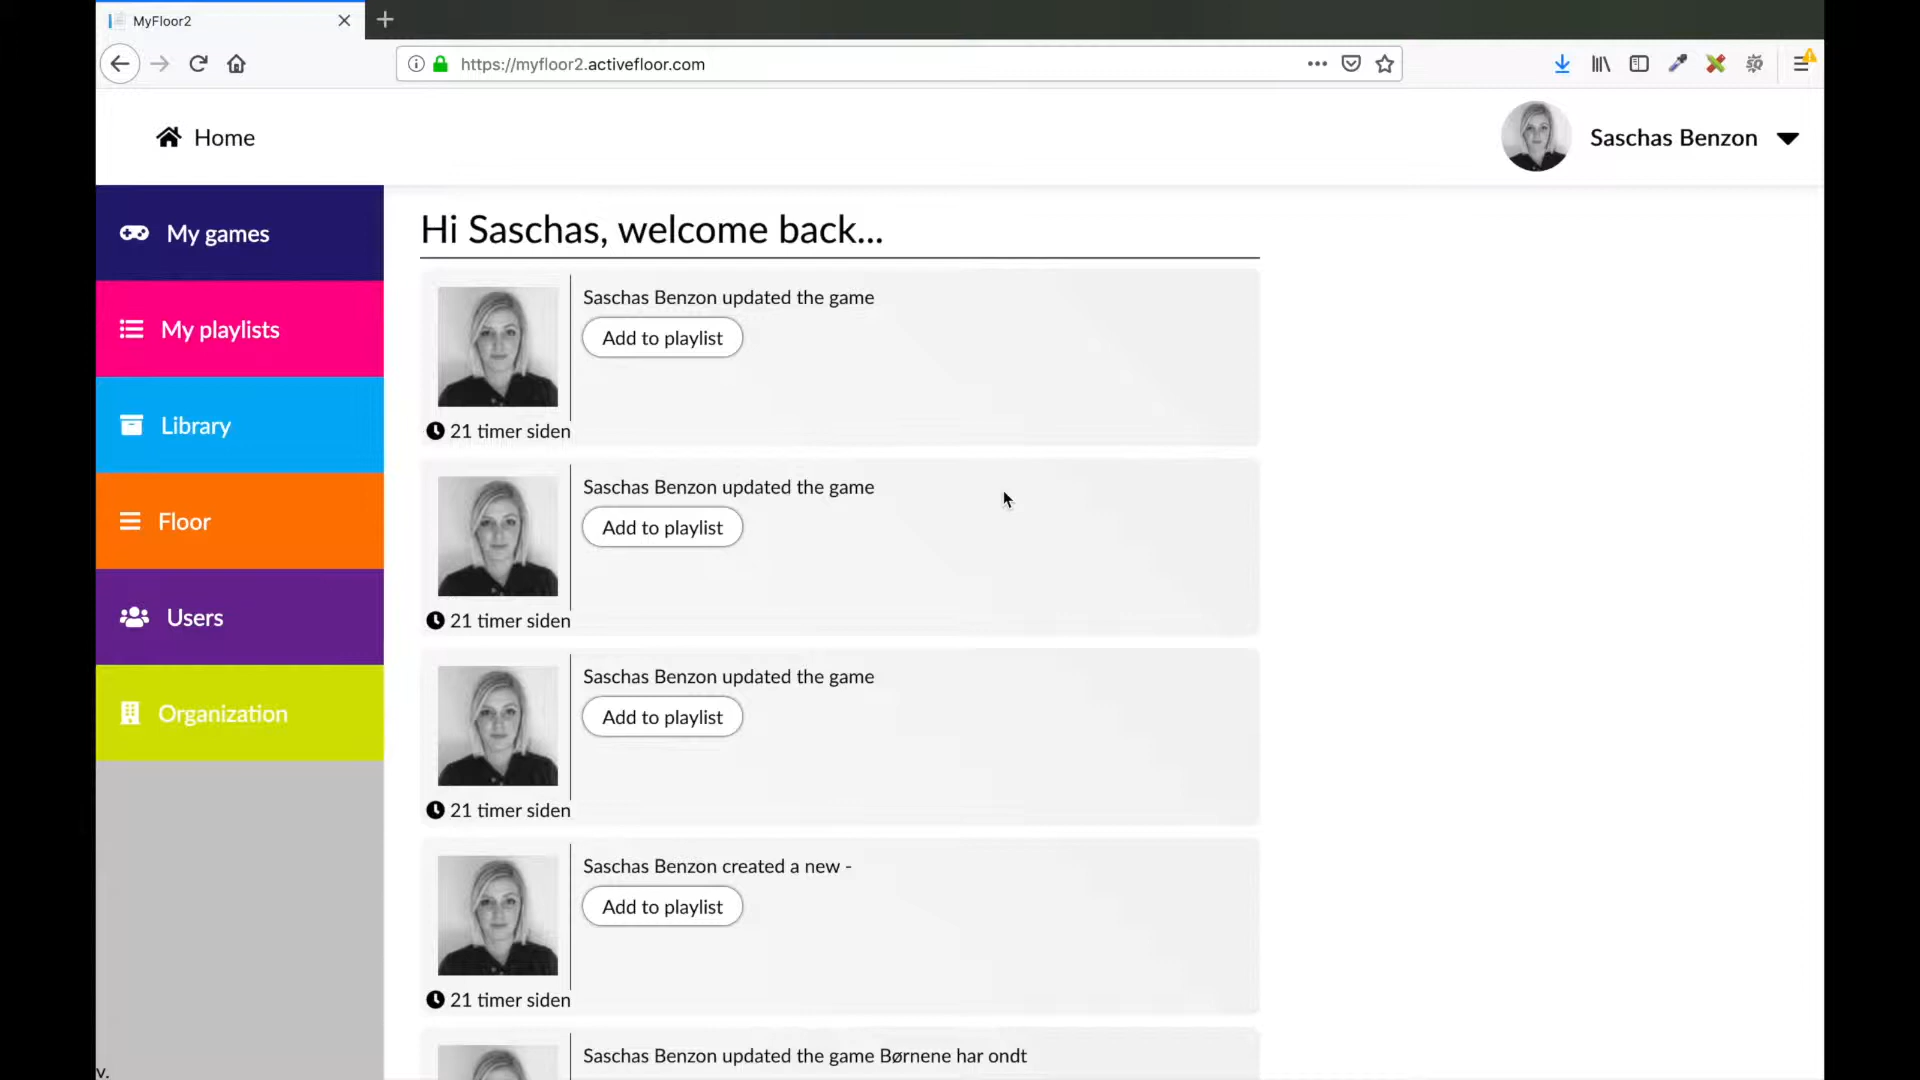 MyFloor2
https://myfloor2.activefloor.com
Home
Saschas Benzon
My games
My playlists
Library
Floor
Users
Organization
Hi Saschas, welcome back...
Saschas Benzon updated the game
Add to playlist
21 timer siden
Saschas Benzon updated the game
Add to playlist
21 timer siden
Saschas Benzon updated the game
Add to playlist
21 timer siden
Saschas Benzon created a new -
Add to playlist
21 timer siden
Saschas Benzon updated the game Børnene har ondt
v.